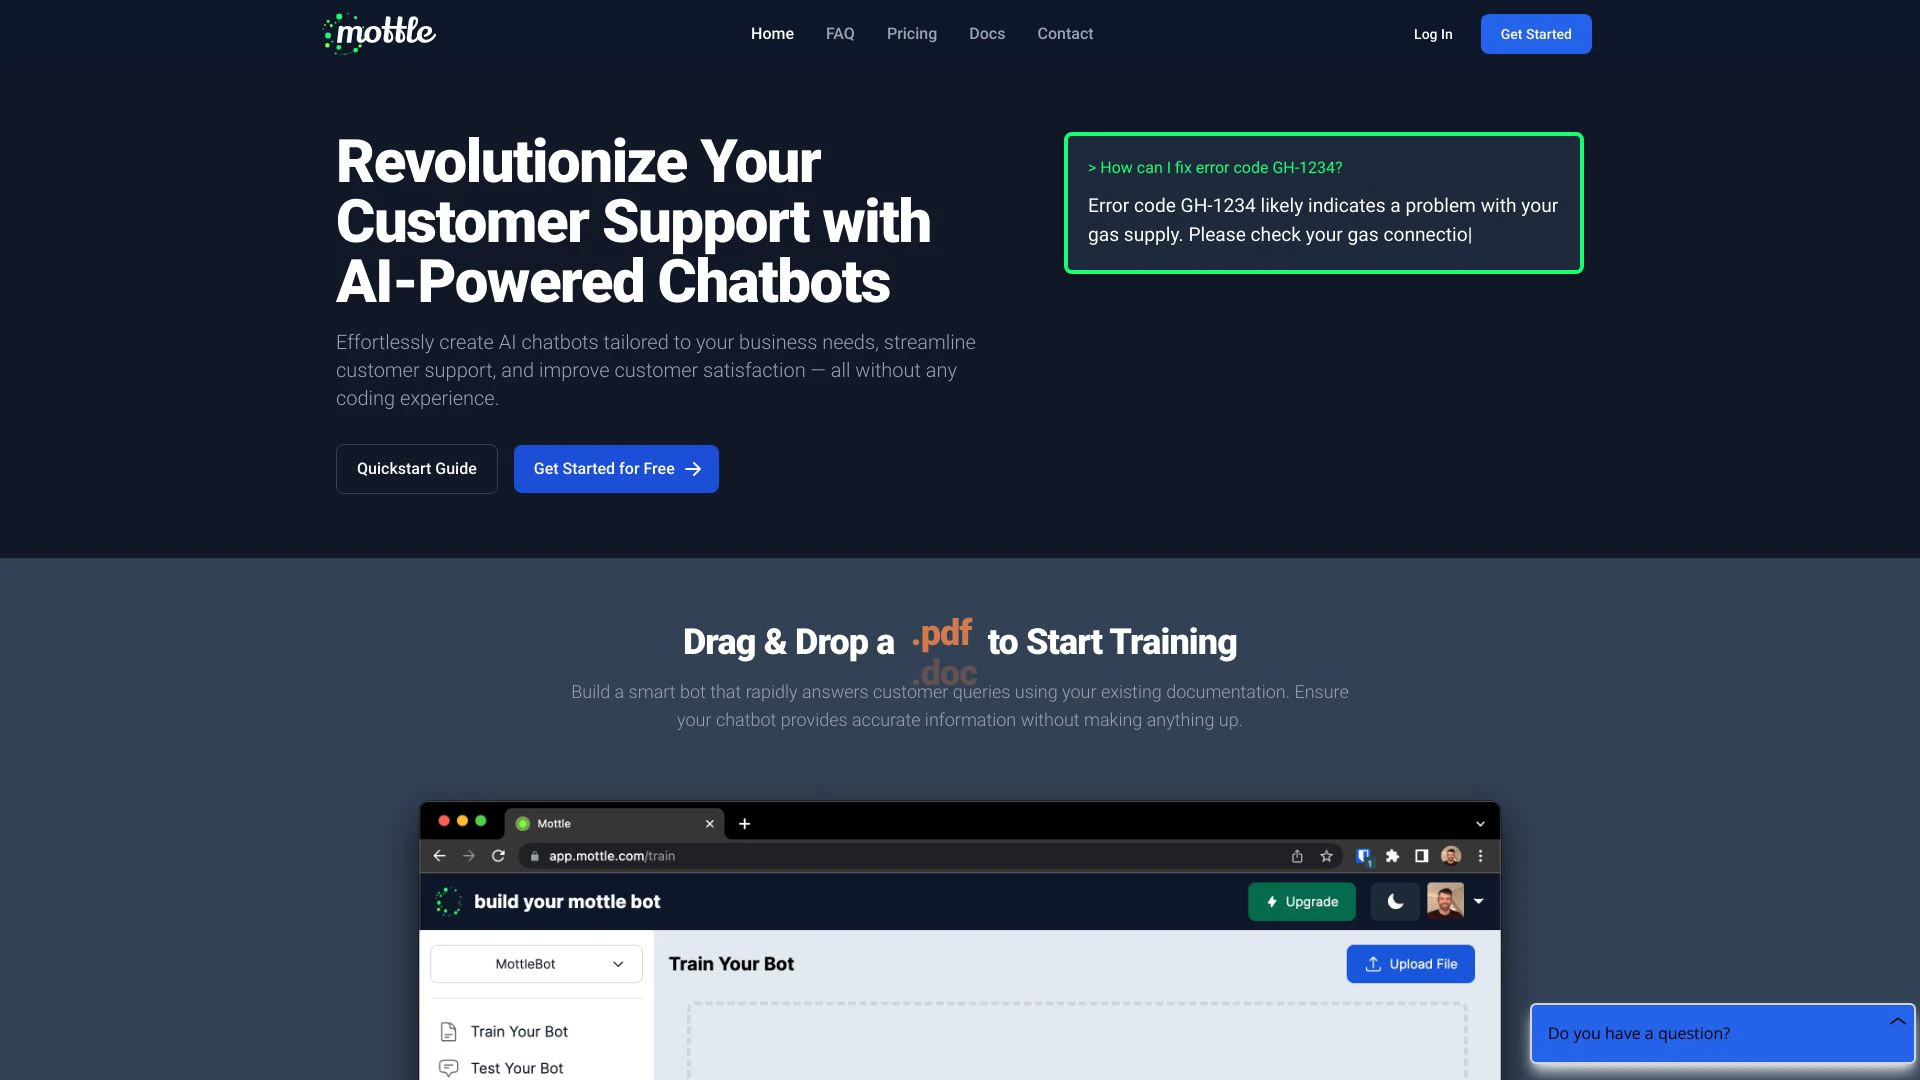 mottle
Home
FAQ
Pricing
Docs
Contact
Log In
Get Started
Revolutionize Your
Customer Support with
AI-Powered Chatbots
Effortlessly create AI chatbots tailored to your business needs, streamline
customer support, and improve customer satisfaction — all without any
coding experience.
Quickstart Guide
Get Started for Free
> How can I fix error code GH-1234?
Error code GH-1234 likely indicates a problem with your
gas supply. Please check your gas connectio|
Drag & Drop a .pdf to Start Training
.doc
Build a smart bot that rapidly answers customer queries using your existing documentation. Ensure
your chatbot provides accurate information without making anything up.
Mottle
app.mottle.com/train
1
build your mottle bot
Upgrade
MottleBot
Train Your Bot
Upload File
Train Your Bot
Test Your Bot
Do you have a question?